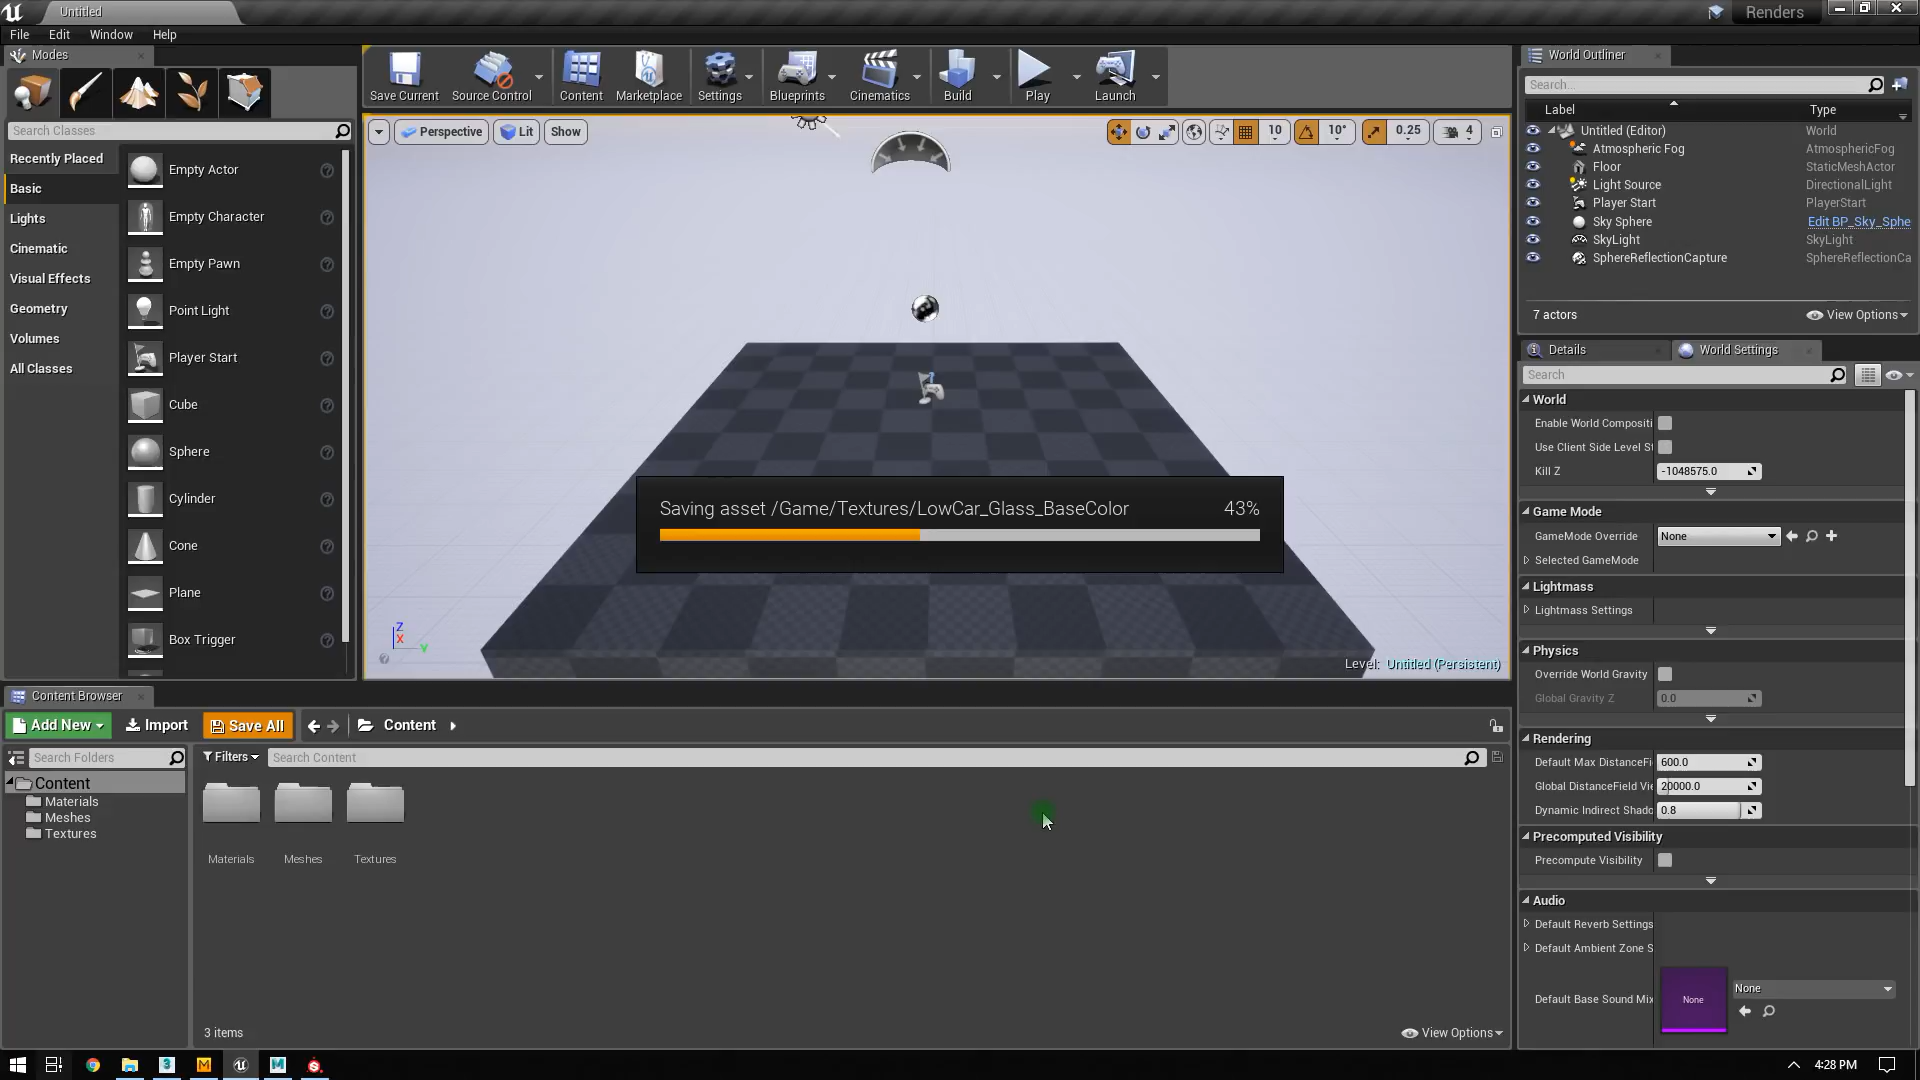 Untitled
Renders
File Edit Window Help
Modes
Search Classes
Recently Placed
Basic
Lights
Cinematic
Visual Effects
Geometry
Volumes
All Classes
Empty Actor
Empty Character
Empty Pawn
Point Light
Player Start
Cube
Sphere
Cylinder
Cone
Plane
Box Trigger
Save Current
Source Control
Content
Marketplace
Settings
Blueprints
Cinematics
Build
Play
Launch
Perspective
Lit
Show
10
10°
0.25
4
Saving asset /Game/Textures/LowCar_Glass_BaseColor 43%
Z
X
Y
Level: Untitled (Persistent)
World Outliner
Search...
Label Type
Untitled (Editor) World
Atmospheric Fog AtmosphericFog
Floor StaticMeshActor
Light Source DirectionalLight
Player Start PlayerStart
Sky Sphere Edit BP_Sky_Sphe
SkyLight SkyLight
SphereReflectionCapture SphereReflectionCa
7 actors View Options
Details
World Settings
Search
World
Enable World Compositi
Use Client Side Level St
Kill Z -1048575.0
Game Mode
GameMode Override None
Selected GameMode
Lightmass
Lightmass Settings
Physics
Override World Gravity
Global Gravity Z 0.0
Rendering
Default Max DistanceFi 600.0
Global DistanceField Vie 20000.0
Dynamic Indirect Shado 0.8
Precomputed Visibility
Precompute Visibility
Audio
Default Reverb Settings
Default Ambient Zone S
Default Base Sound Mix None None
Content Browser
Add New Import Save All Content
Search Folders
Content
Materials
Meshes
Textures
Filters Search Content
Materials Meshes Textures
3 items View Options
4:28 PM